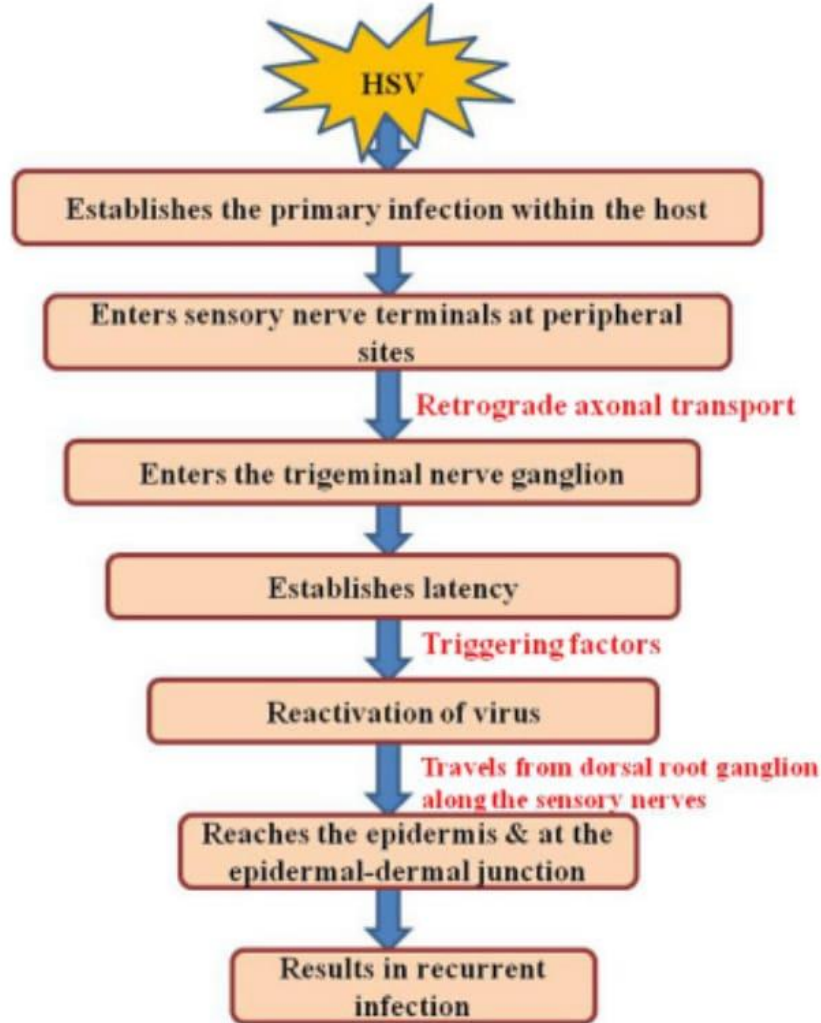 HSV
Establishes the primary infection within the host
Enters sensory nerve terminals at peripheral
sites
Retrograde axonal transport
Enters the trigeminal nerve ganglion
Establishes latency
Triggering factors
Reactivation of virus
Travels from dorsal root ganglion
along the sensory nerves
Reaches the epidermis & at the
epidermal-dermal junction
Results in recurrent
infection